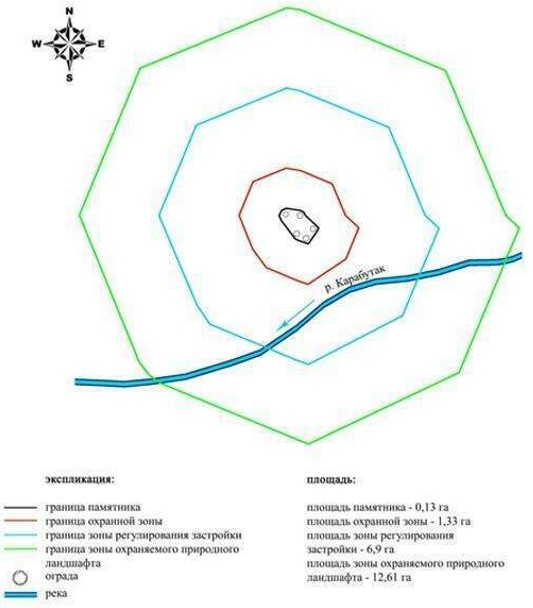 N
W
E
S
р. Карабутак
экспликация:
граница памятника
граница охранной зоны
граница зоны регулирования застройки
граница зоны охраняемого природного
ландшафта
ограда
река
площадь:
площадь памятника - 0,13 га
площадь охранной зоны - 1,33 га
площадь зоны регулирования
застройки - 6,9 га
площадь зоны охраняемого природного
ландшафта - 12,61 га